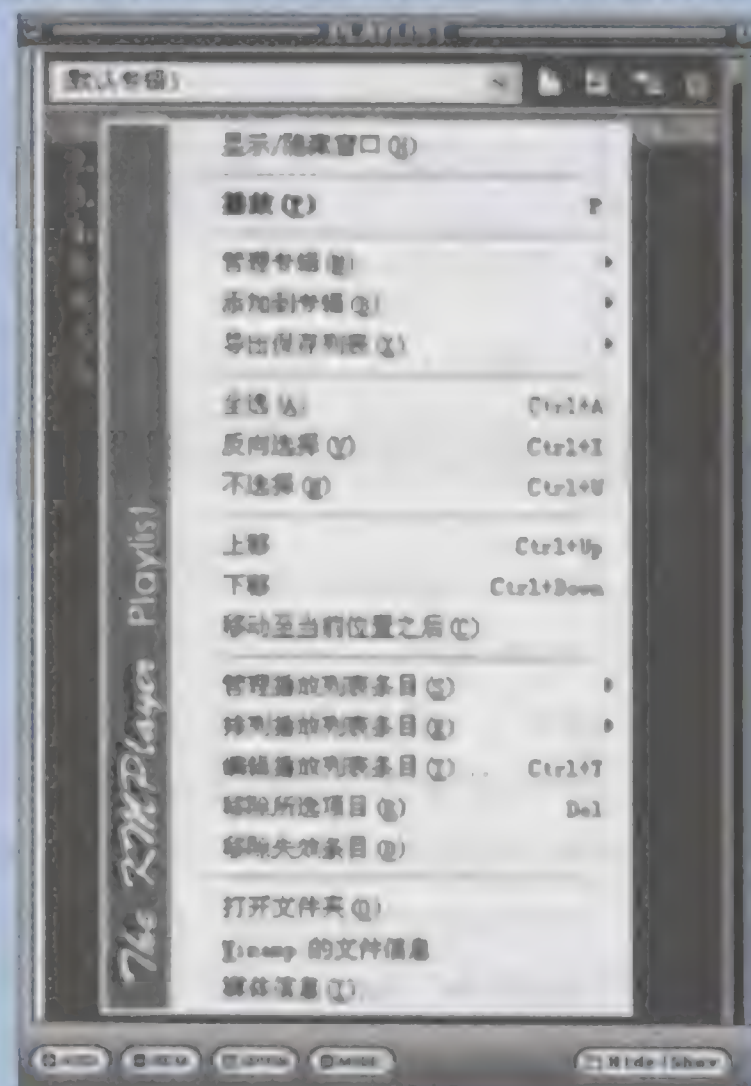 PLAYLIST
默认专辑
显示/隐藏窗口
播放 P
管理专辑
添加到专辑
导出保存列表
全选 Ctrl+A
反向选择(V) Ctrl+I
不选择 Ctrl+U
上移 Ctrl+Up
下移 Ctrl+Down
移动至当前位置之后(C)
管理播放列表条目(S)
排列播放列表条目
编辑播放列表条目 Ctrl+T
移除所选项目(R) Del
移除失效条目
打开文件夹
Winamp 的文件信息
媒体信息
The KMPlayer Playlist
Hide/Show